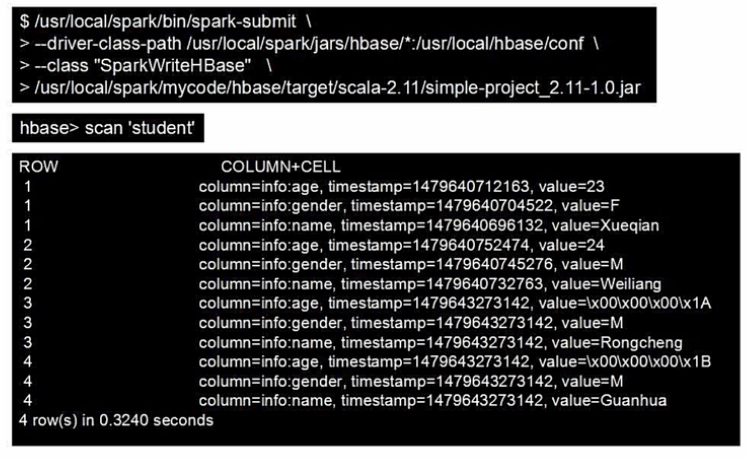 $ /usr/local/spark/bin/spark-submit \
> --driver-class-path /usr/local/spark/jars/hbase/*:/usr/local/hbase/conf \
> --class "SparkWriteHBase" \
> /usr/local/spark/mycode/hbase/target/scala-2.11/simple-project_2.11-1.0.jar
hbase> scan 'student'
ROW COLUMN+CELL
1 column=info:age, timestamp=1479640712163, value=23
1 column=info:gender, timestamp=1479640704522, value=F
1 column=info:name, timestamp=1479640696132, value=Xueqian
2 column=info:age, timestamp=1479640752474, value=24
2 column=info:gender, timestamp=1479640745276, value=M
2 column=info:name, timestamp=1479640732763, value=Weiliang
3 column=info:age, timestamp=1479643273142, value=\x00\x00\x00\x1A
3 column=info:gender, timestamp=1479643273142, value=M
3 column=info:name, timestamp=1479643273142, value=Rongcheng
4 column=info:age, timestamp=1479643273142, value=\x00\x00\x00\x1B
4 column=info:gender, timestamp=1479643273142, value=M
4 column=info:name, timestamp=1479643273142, value=Guanhua
4 row(s) in 0.3240 seconds